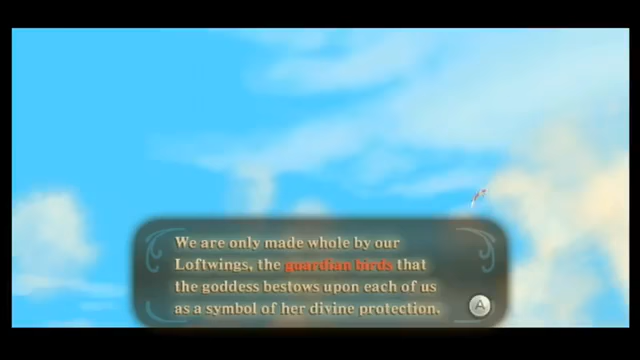 We are only made whole by our
Loftwings, the guardian birds that
the goddess bestows upon each of us
as a symbol of her divine protection.
A